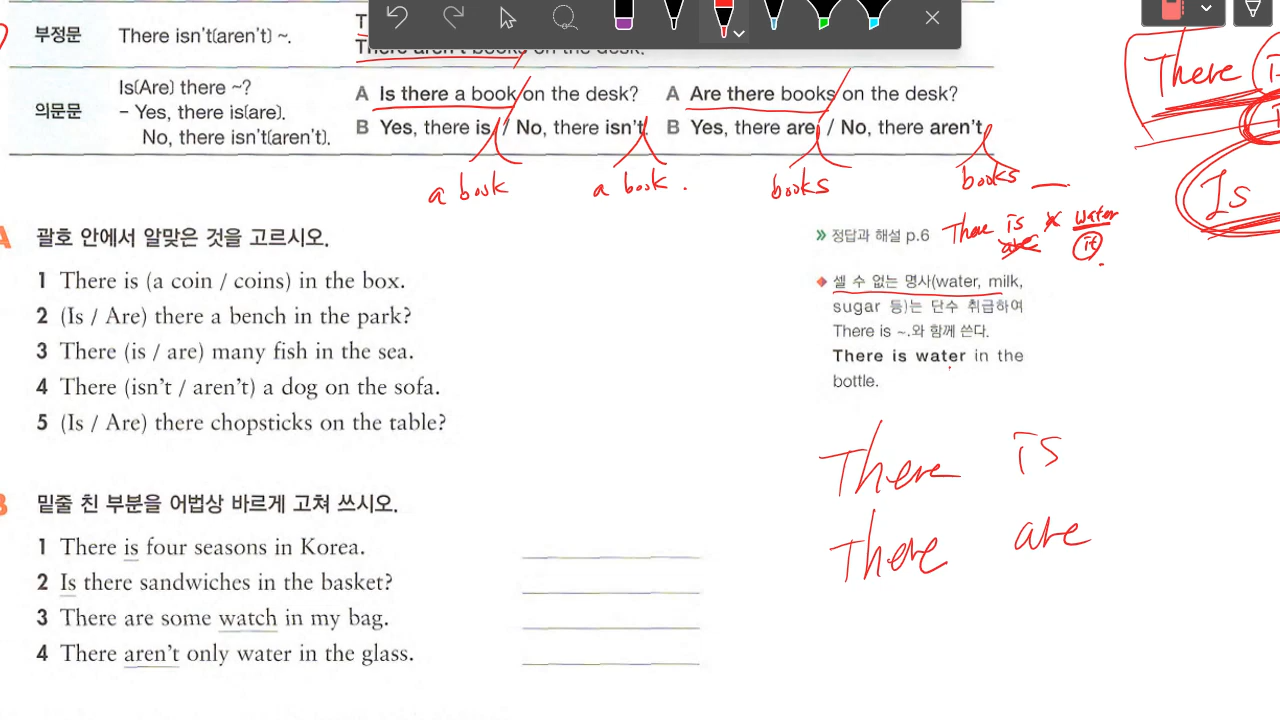 부정문 There isn't(aren't) ~.
There aren't books on the desk.
의문문
Is(Are) there ~?
– Yes, there is(are).
No, there isn't(aren't).
A Is there a book on the desk?
B Yes, there is. / No, there isn't.
A Are there books on the desk?
B Yes, there are. / No, there aren't.
a book a book . books books
There
Is
A 괄호 안에서 알맞은 것을 고르시오.
1 There is (a coin / coins) in the box.
2 (Is / Are) there a bench in the park?
3 There (is / are) many fish in the sea.
4 There (isn't / aren't) a dog on the sofa.
5 (Is / Are) there chopsticks on the table?
» 정답과 해설 p.6
There is water
are it
셀 수 없는 명사(water, milk,
sugar 등)는 단수 취급하여
There is ~.와 함께 쓴다.
There is water in the
bottle.
There is
There are
B 밑줄 친 부분을 어법상 바르게 고쳐 쓰시오.
1 There is four seasons in Korea.
2 Is there sandwiches in the basket?
3 There are some watch in my bag.
4 There aren't only water in the glass.